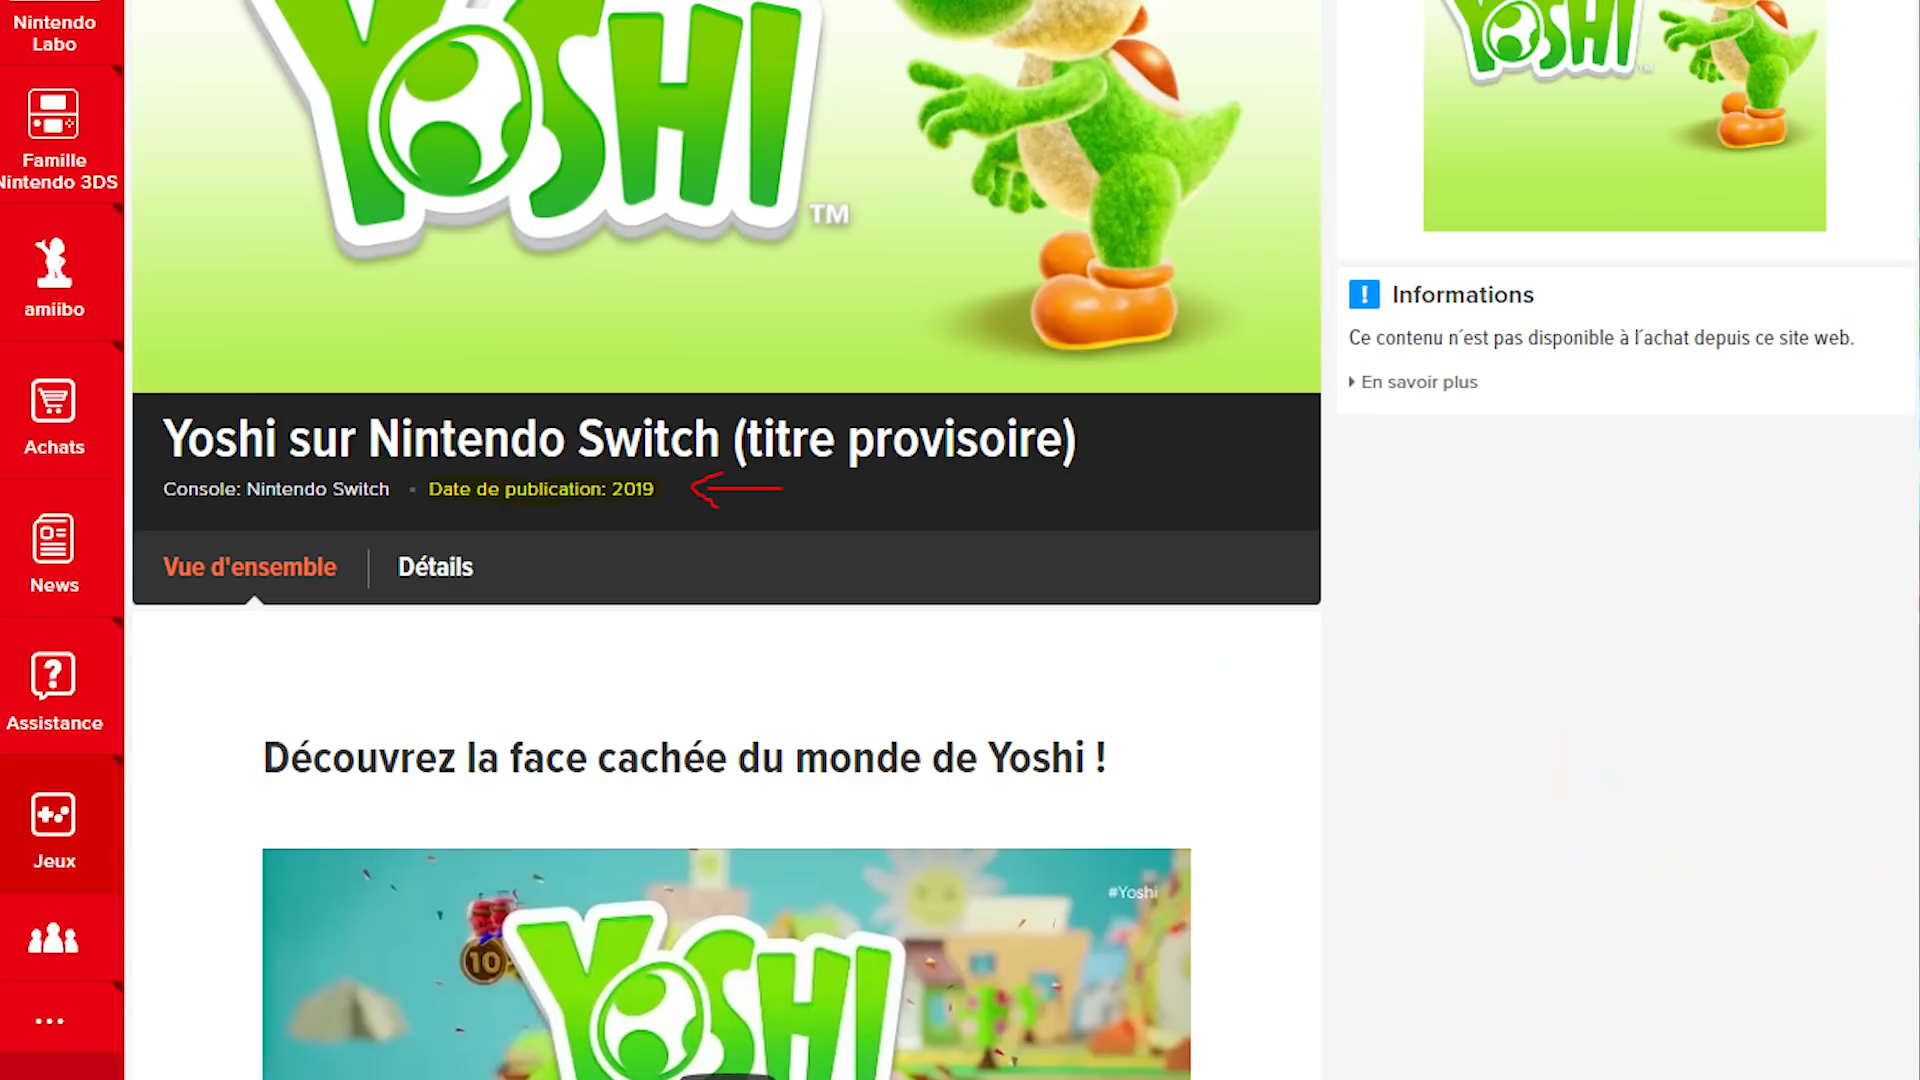 Nintendo
Labo
Famille
Nintendo 3DS
amiibo
Achats
News
Assistance
Jeux
...
YOSHI
TM
Yoshi sur Nintendo Switch (titre provisoire)
Console: Nintendo Switch ▪ Date de publication: 2019
Vue d'ensemble
Détails
Découvrez la face cachée du monde de Yoshi !
#Yoshi
10
YOSHI
YOSHI
TM
! Informations
Ce contenu n´est pas disponible à l´achat depuis ce site web.
En savoir plus